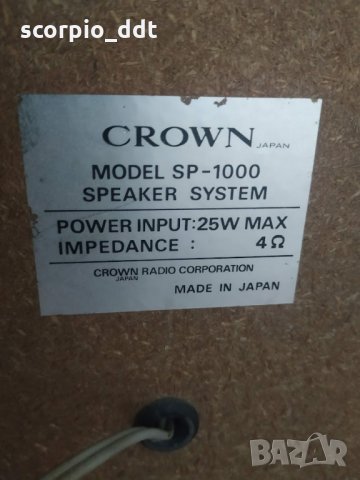 scorpio_ddt
CROWN JAPAN
MODEL SP-1000
SPEAKER SYSTEM
POWER INPUT:25W MAX
IMPEDANCE : 4Ω
CROWN RADIO CORPORATION
JAPAN
MADE IN JAPAN
BAZAR